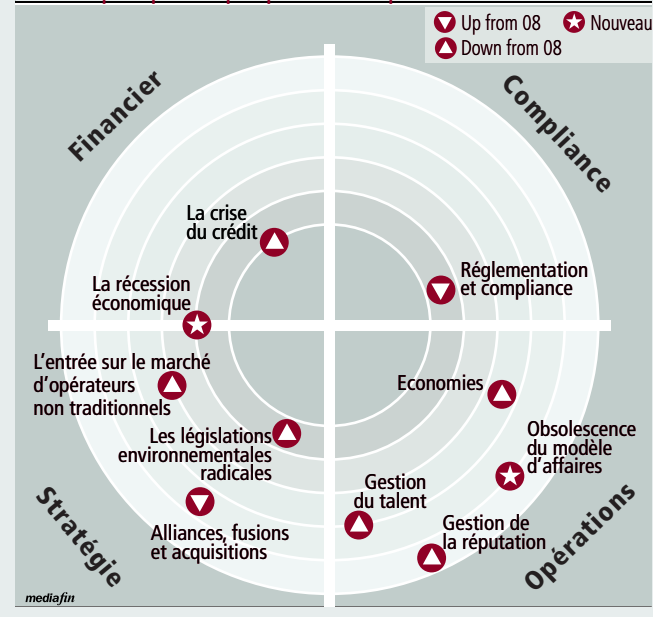 Up from 08 Nouveau
Down from 08
Financier
Compliance
La crise
du crédit
La récession
économique
Réglementation
et compliance
L'entrée sur le marché
d'opérateurs
non traditionnels
Economies
Les législations
environnementales
radicales
Obsolescence
du modèle
d'affaires
Gestion
du talent
Alliances, fusions
et acquisitions
Gestion de
la réputation
Stratégie
Opérations
mediafin